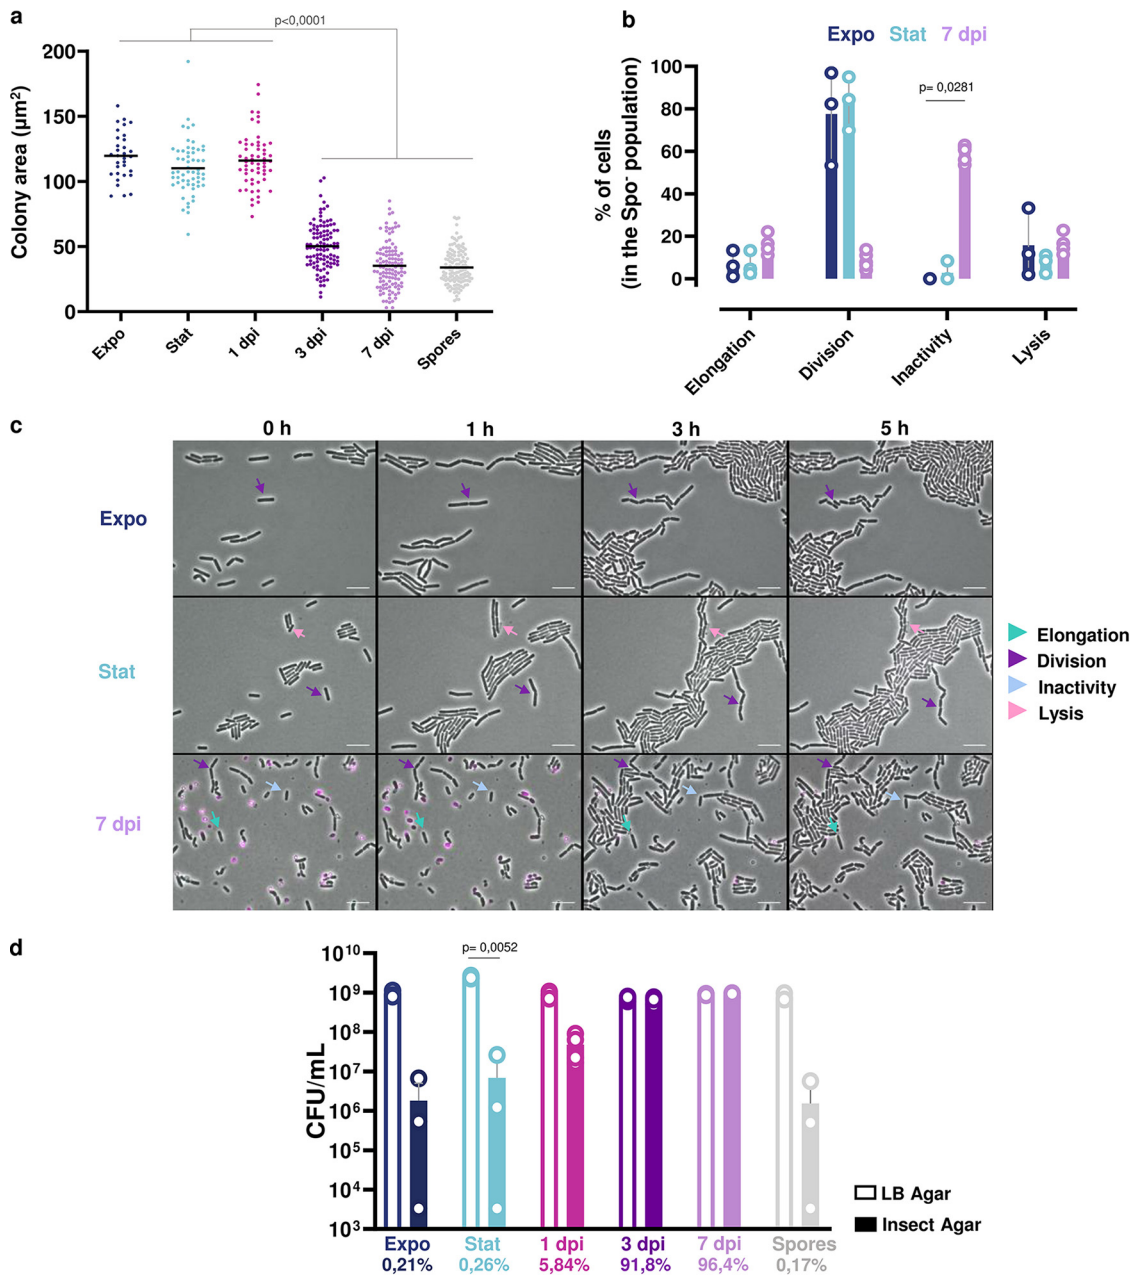 a
p<0,0001
Colony area (µm²)
200
150
100
50
0
Expo
Stat
1 dpi
3 dpi
7 dpi
Spores
b
Expo Stat 7 dpi
% of cells
(in the Spo⁻ population)
100
80
60
40
20
0
p= 0,0281
Elongation
Division
Inactivity
Lysis
c
0 h 1 h 3 h 5 h
Expo
Stat
7 dpi
Elongation
Division
Inactivity
Lysis
d
CFU/mL
10¹⁰
10⁹
10⁸
10⁷
10⁶
10⁵
10⁴
10³
p= 0,0052
Expo Stat 1 dpi 3 dpi 7 dpi Spores
0,21% 0,26% 5,84% 91,8% 96,4% 0,17%
LB Agar
Insect Agar